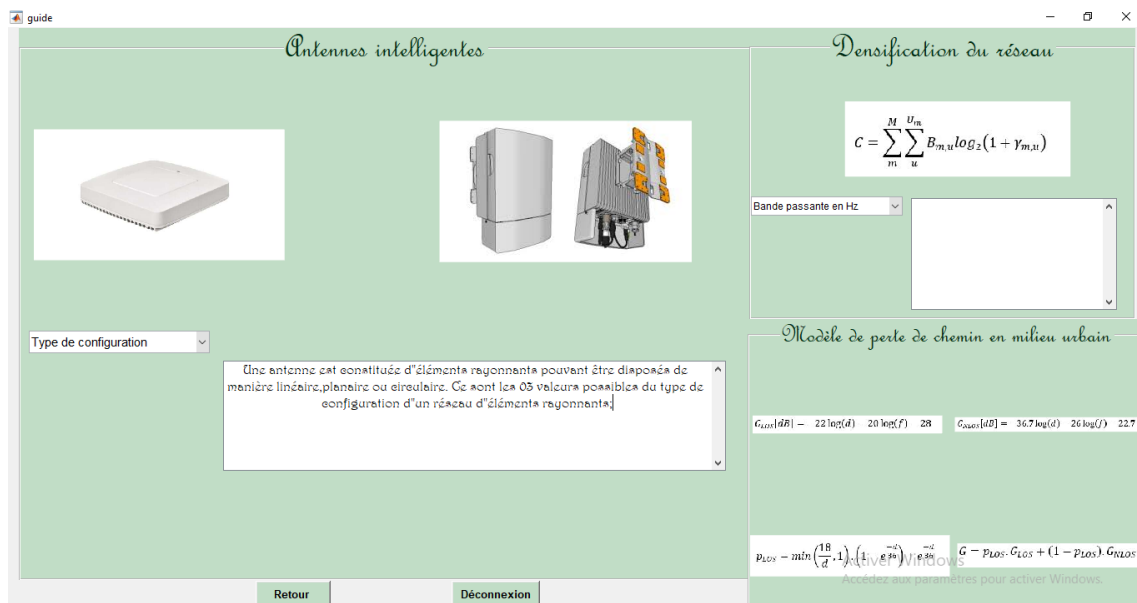 guide
Antennes intelligentes
Type de configuration
Une antenne est constituée d"éléments rayonnants pouvant être disposés de
manière linéaire,planaire ou circulaire. Ce sont les 03 valeurs possibles du type de
configuration d"un réseau d"éléments rayonnants;
Densification du réseau
C = ∑_m^M ∑_u^{U_m} B_{m,u} log_2(1 + γ_{m,u})
Bande passante en Hz
Modèle de perte de chemin en milieu urbain
G_{LOS}[dB] = 22 log(d) 20 log(f) 28
G_{NLOS}[dB] = 36.7 log(d) 26 log(f) 22.7
p_{LOS} = min(18/d, 1).(1 e^{-d/36}) e^{-d/36}
G = p_{LOS}. G_{LOS} + (1 − p_{LOS}). G_{NLOS}
Activer Windows
Accédez aux paramètres pour activer Windows.
Retour
Déconnexion